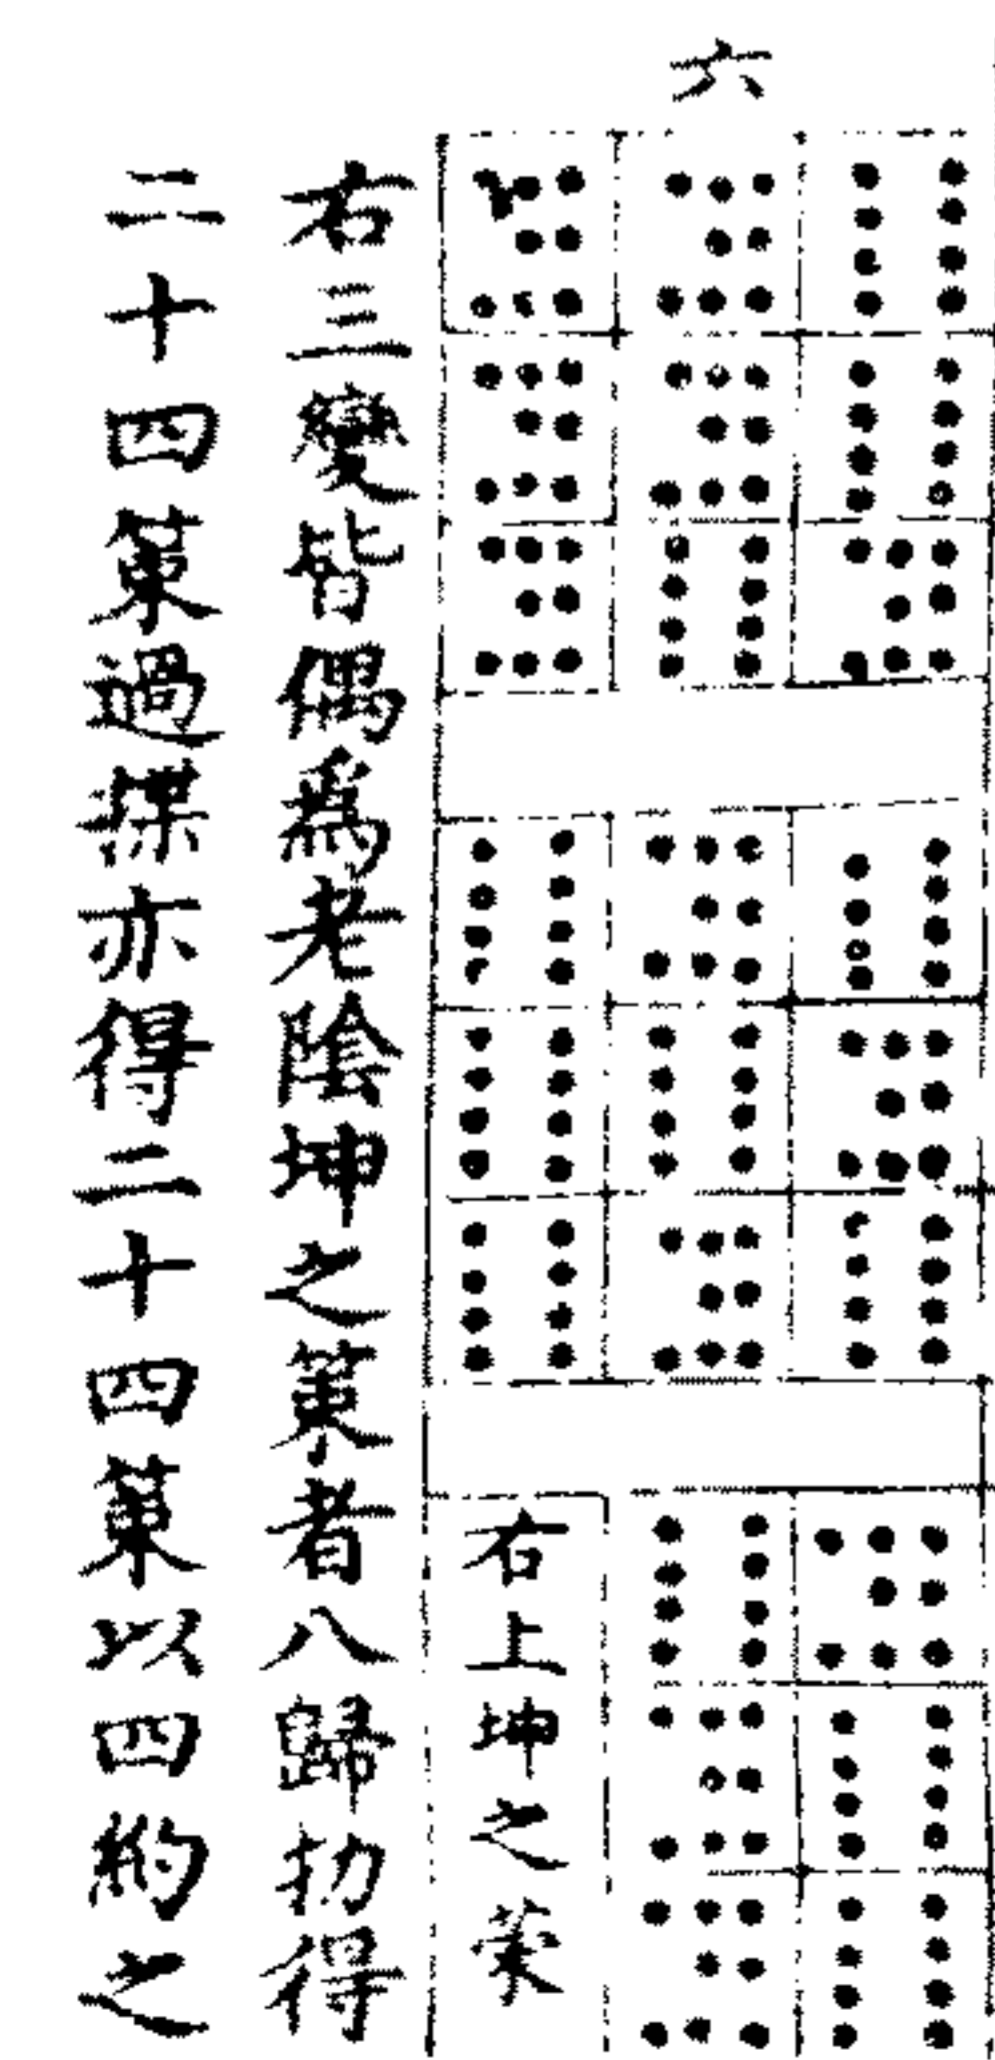 六
右上坤之策
右三變皆偶爲老陰坤之策者八歸扐得
二十四策過揲亦得二十四策以四約之